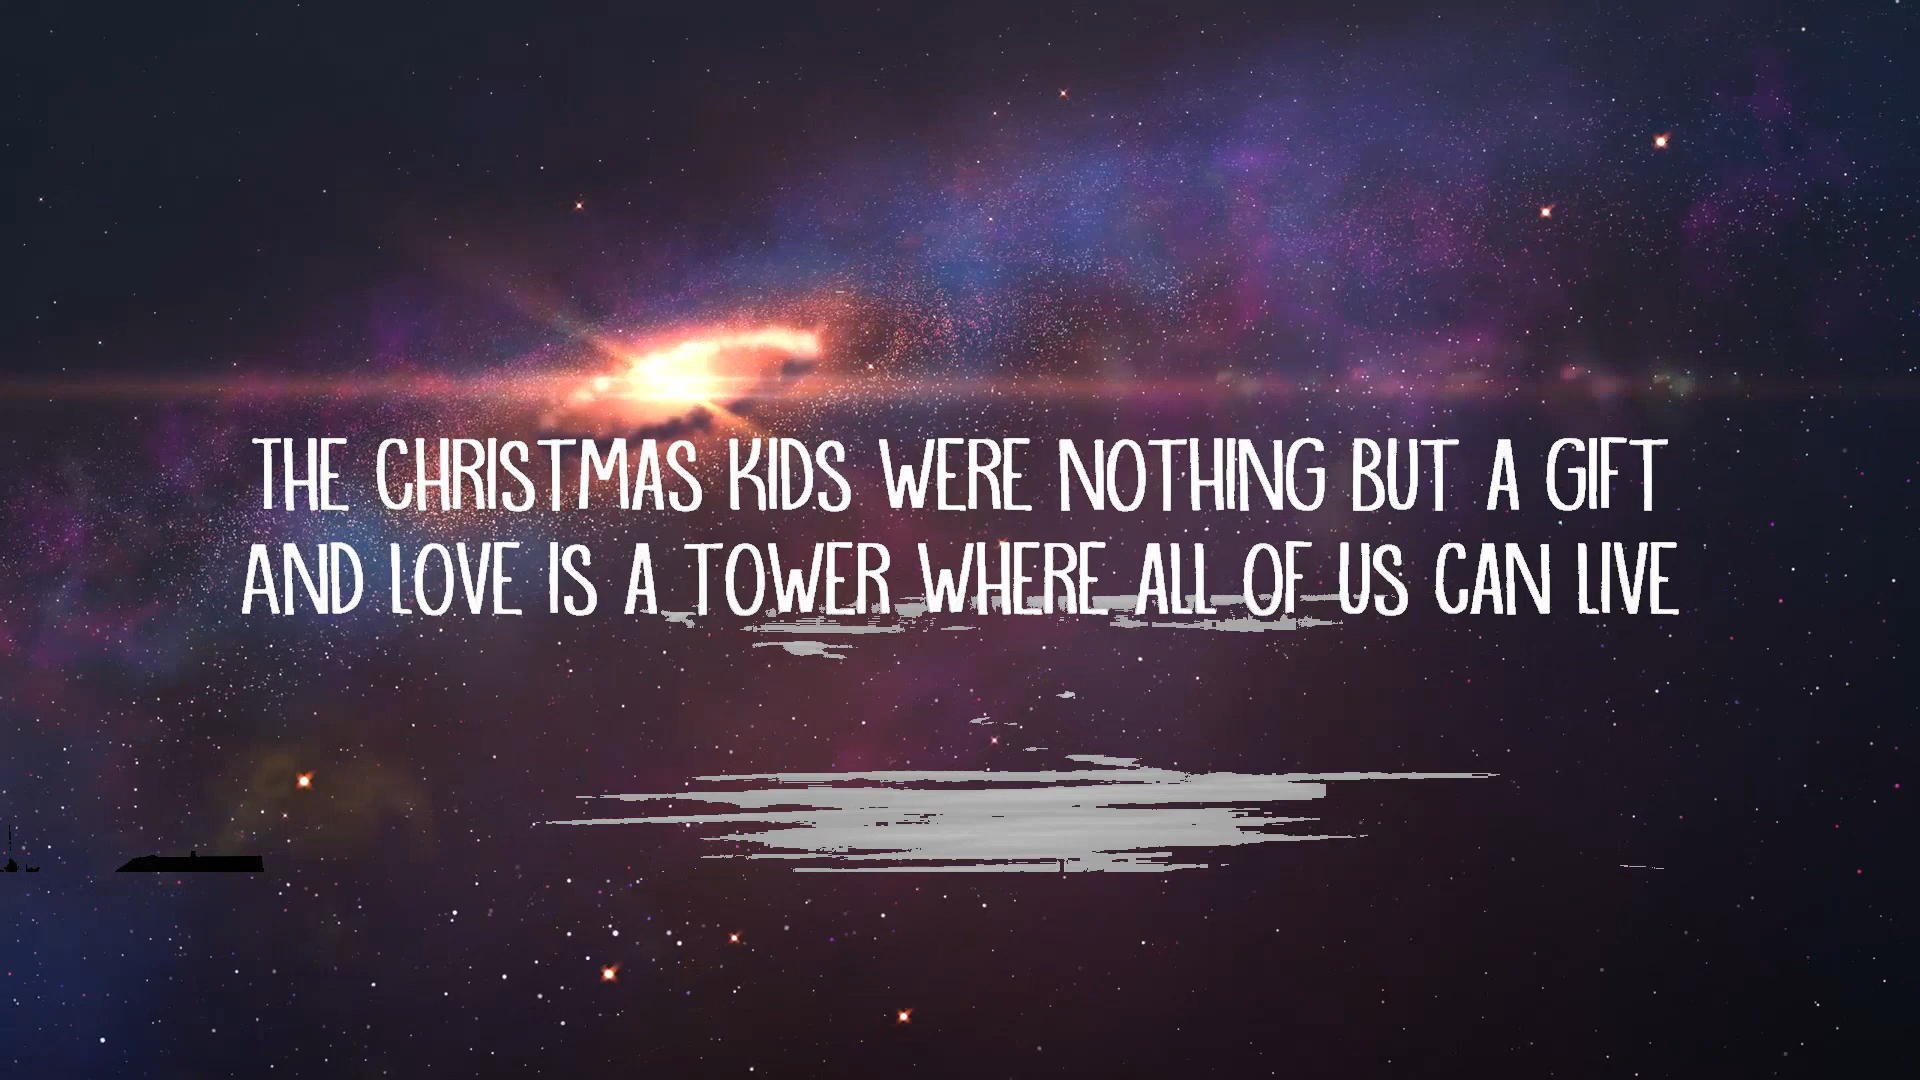 THE CHRISTMAS KIDS WERE NOTHING BUT A GIFT
AND LOVE IS A TOWER WHERE ALL OF US CAN LIVE